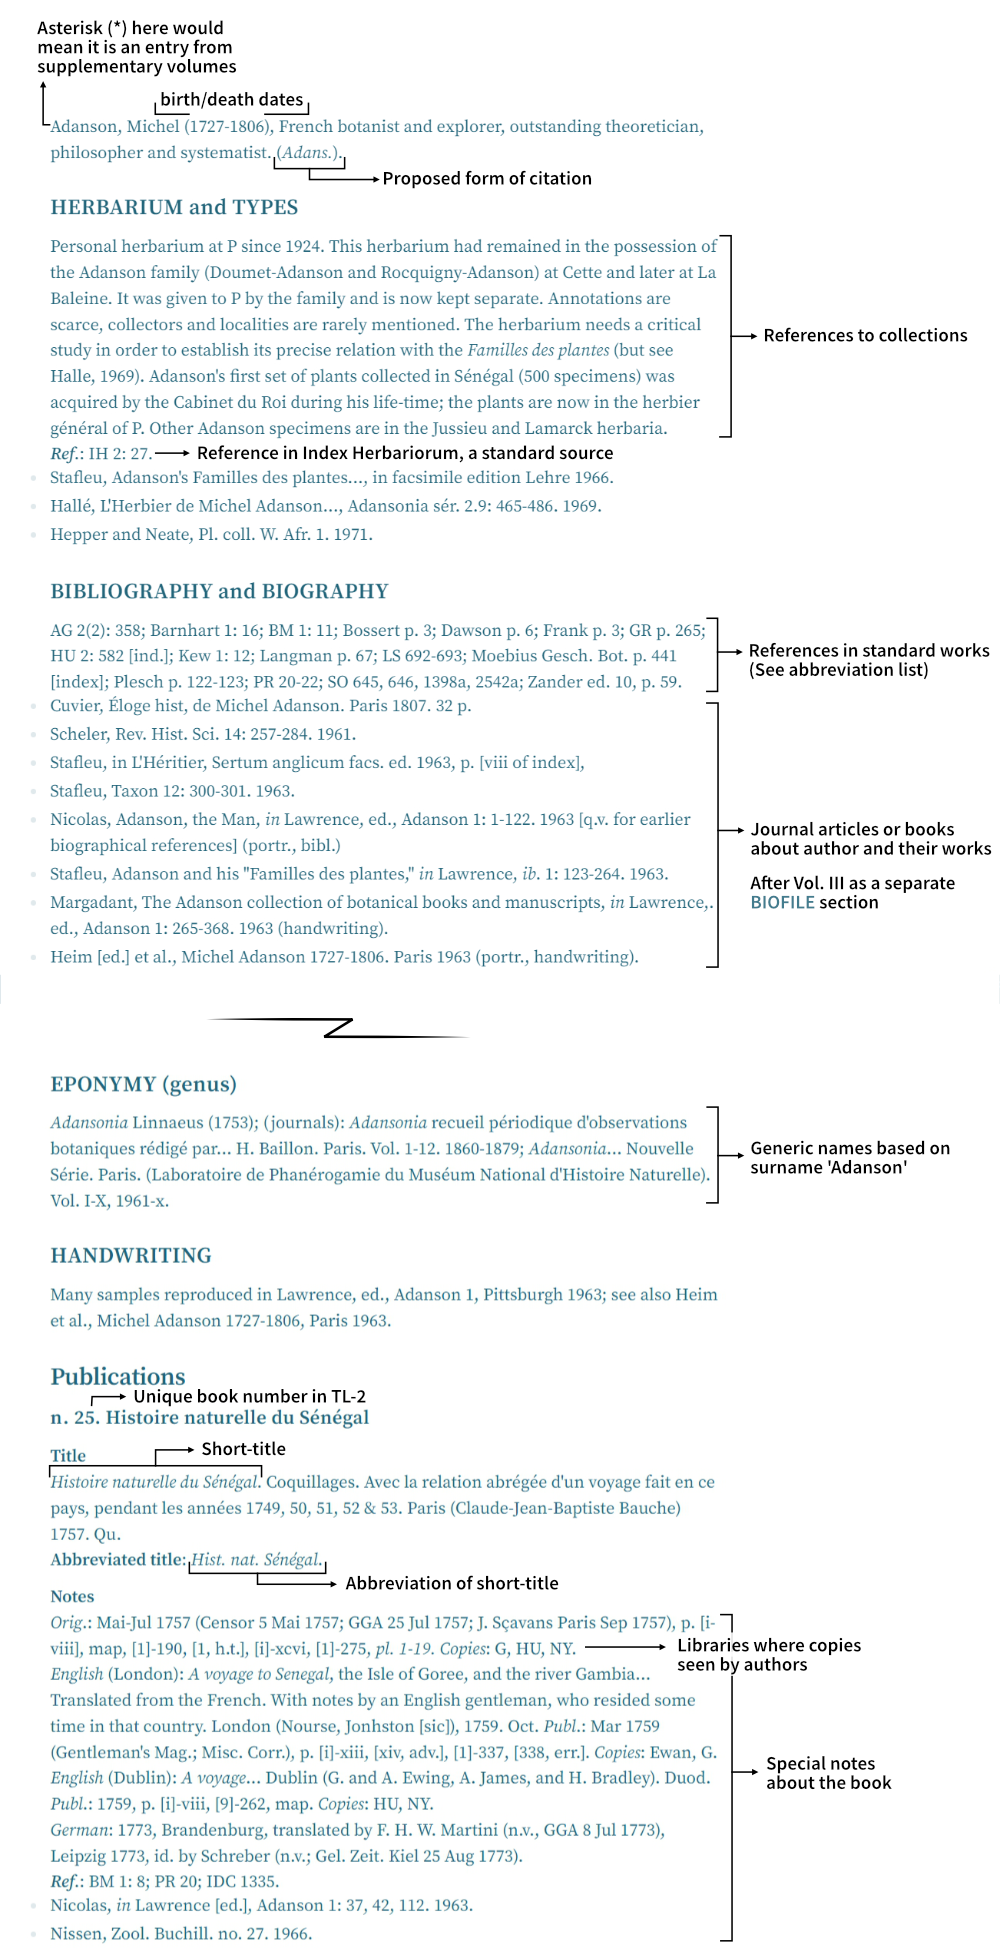 Asterisk (*) here would
mean it is an entry from
supplementary volumes
birth/death dates
Adanson, Michel (1727-1806), French botanist and explorer, outstanding theoretician,
philosopher and systematist. (Adans.).
Proposed form of citation
HERBARIUM and TYPES
Personal herbarium at P since 1924. This herbarium had remained in the possession of
the Adanson family (Doumet-Adanson and Rocquigny-Adanson) at Cette and later at La
Baleine. It was given to P by the family and is now kept separate. Annotations are
scarce, collectors and localities are rarely mentioned. The herbarium needs a critical
study in order to establish its precise relation with the Familles des plantes (but see
Halle, 1969). Adanson's first set of plants collected in Sénégal (500 specimens) was
acquired by the Cabinet du Roi during his life-time; the plants are now in the herbier
général of P. Other Adanson specimens are in the Jussieu and Lamarck herbaria.
References to collections
Ref.: IH 2: 27.
Reference in Index Herbariorum, a standard source
Stafleu, Adanson's Familles des plantes..., in facsimile edition Lehre 1966.
Hallé, L'Herbier de Michel Adanson..., Adansonia sér. 2.9: 465-486. 1969.
Hepper and Neate, Pl. coll. W. Afr. 1. 1971.
BIBLIOGRAPHY and BIOGRAPHY
AG 2(2): 358; Barnhart 1: 16; BM 1: 11; Bossert p. 3; Dawson p. 6; Frank p. 3; GR p. 265;
HU 2: 582 [ind.]; Kew 1: 12; Langman p. 67; LS 692-693; Moebius Gesch. Bot. p. 441
[index]; Plesch p. 122-123; PR 20-22; SO 645, 646, 1398a, 2542a; Zander ed. 10, p. 59.
References in standard works
(See abbreviation list)
Cuvier, Éloge hist, de Michel Adanson. Paris 1807. 32 p.
Scheler, Rev. Hist. Sci. 14: 257-284. 1961.
Stafleu, in L'Héritier, Sertum anglicum facs. ed. 1963, p. [viii of index],
Stafleu, Taxon 12: 300-301. 1963.
Nicolas, Adanson, the Man, in Lawrence, ed., Adanson 1: 1-122. 1963 [q.v. for earlier
biographical references] (portr., bibl.)
Stafleu, Adanson and his "Familles des plantes," in Lawrence, ib. 1: 123-264. 1963.
Margadant, The Adanson collection of botanical books and manuscripts, in Lawrence,.
ed., Adanson 1: 265-368. 1963 (handwriting).
Heim [ed.] et al., Michel Adanson 1727-1806. Paris 1963 (portr., handwriting).
Journal articles or books
about author and their works
After Vol. III as a separate
BIOFILE section
EPONYMY (genus)
Adansonia Linnaeus (1753); (journals): Adansonia recueil périodique d'observations
botaniques rédigé par... H. Baillon. Paris. Vol. 1-12. 1860-1879; Adansonia... Nouvelle
Série. Paris. (Laboratoire de Phanérogamie du Muséum National d'Histoire Naturelle).
Vol. I-X, 1961-x.
Generic names based on
surname 'Adanson'
HANDWRITING
Many samples reproduced in Lawrence, ed., Adanson 1, Pittsburgh 1963; see also Heim
et al., Michel Adanson 1727-1806, Paris 1963.
Publications
Unique book number in TL-2
n. 25. Histoire naturelle du Sénégal
Short-title
Title
Histoire naturelle du Sénégal. Coquillages. Avec la relation abrégée d'un voyage fait en ce
pays, pendant les années 1749, 50, 51, 52 & 53. Paris (Claude-Jean-Baptiste Bauche)
1757. Qu.
Abbreviated title: Hist. nat. Sénégal.
Abbreviation of short-title
Notes
Orig.: Mai-Jul 1757 (Censor 5 Mai 1757; GGA 25 Jul 1757; J. Sçavans Paris Sep 1757), p. [i-
viii], map, [1]-190, [1, h.t.], [i]-xcvi, [1]-275, pl. 1-19. Copies: G, HU, NY.
Libraries where copies
seen by authors
English (London): A voyage to Senegal, the Isle of Goree, and the river Gambia...
Translated from the French. With notes by an English gentleman, who resided some
time in that country. London (Nourse, Jonhston [sic]), 1759. Oct. Publ.: Mar 1759
(Gentleman's Mag.; Misc. Corr.), p. [i]-xiii, [xiv, adv.], [1]-337, [338, err.]. Copies: Ewan, G.
English (Dublin): A voyage... Dublin (G. and A. Ewing, A. James, and H. Bradley). Duod.
Publ.: 1759, p. [i]-viii, [9]-262, map. Copies: HU, NY.
German: 1773, Brandenburg, translated by F. H. W. Martini (n.v., GGA 8 Jul 1773),
Leipzig 1773, id. by Schreber (n.v.; Gel. Zeit. Kiel 25 Aug 1773).
Ref.: BM 1: 8; PR 20; IDC 1335.
Nicolas, in Lawrence [ed.], Adanson 1: 37, 42, 112. 1963.
Nissen, Zool. Buchill. no. 27. 1966.
Special notes
about the book